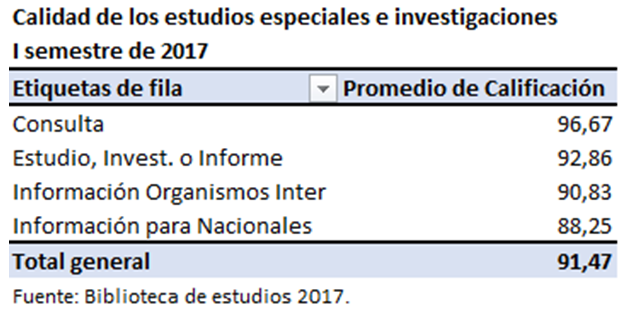 Calidad de los estudios especiales e investigaciones
I semestre de 2017
Etiquetas de fila Promedio de Calificación
Consulta 96,67
Estudio, Invest. o Informe 92,86
Información Organismos Inter 90,83
Información para Nacionales 88,25
Total general 91,47
Fuente: Biblioteca de estudios 2017.